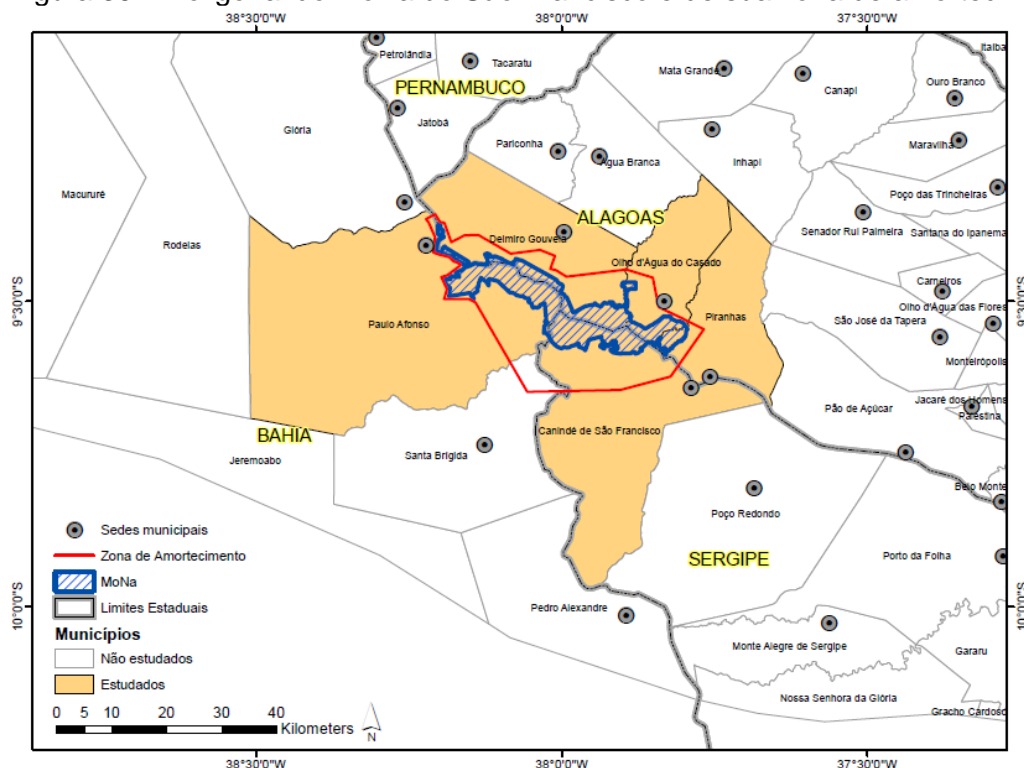 38°30'0"W 38°0'0"W 37°30'0"W
Petrolândia
Tacaratu
PERNAMBUCO
Jatobá
Glória
Macururé
Rodelas
Pariconha
Água Branca
Mata Grande
Canapi
Ouro Branco
Inhapi
Maravilha
Poço das Trincheiras
Senador Rui Palmeira
Santana do Ipanema
ALAGOAS
Delmiro Gouveia
Olho d'Água do Casado
Carneiros
Olho d'Água das Flores
São José da Tapera
Monteirópolis
Piranhas
Paulo Afonso
9°30'0"S
9°30'0"S
Pão de Açúcar
Jacaré dos Homens
Palestina
Canindé de São Francisco
BAHIA
Jeremoabo
Santa Brígida
Belo Monte
Poço Redondo
SERGIPE
Porto da Folha
Pedro Alexandre
10°0'0"S
10°0'0"S
Monte Alegre de Sergipe
Gararu
Nossa Senhora da Glória
Gracho Cardoso
Sedes municipais
Zona de Amortecimento
MoNa
Limites Estaduais
Municípios
Não estudados
Estudados
0 5 10 20 30 40
Kilometers
N
38°30'0"W 38°0'0"W 37°30'0"W